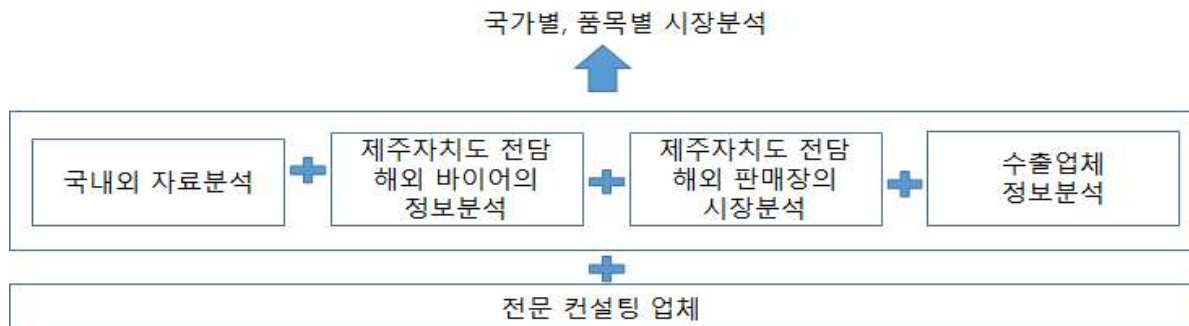 국가별, 품목별 시장분석
국내외 자료분석
제주자치도 전담
해외 바이어의
정보분석
제주자치도 전담
해외 판매장의
시장분석
수출업체
정보분석
전문 컨설팅 업체